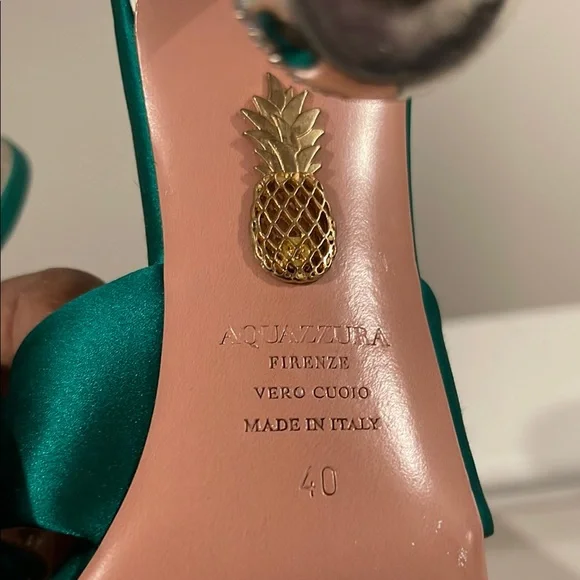 AQUAZZURA
FIRENZE
VERO CUOIO
MADE IN ITALY
40